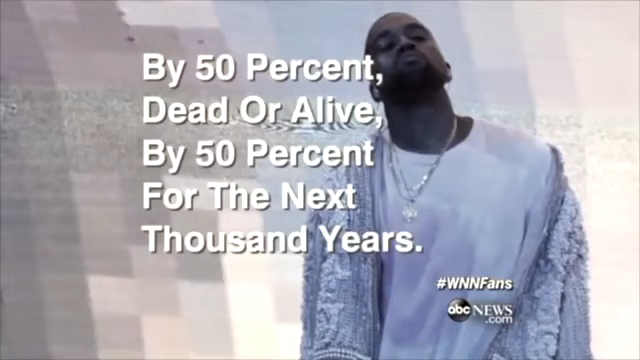 By 50 Percent,
Dead Or Alive,
By 50 Percent
For The Next
Thousand Years.
#WNNFans
abc NEWS
.com